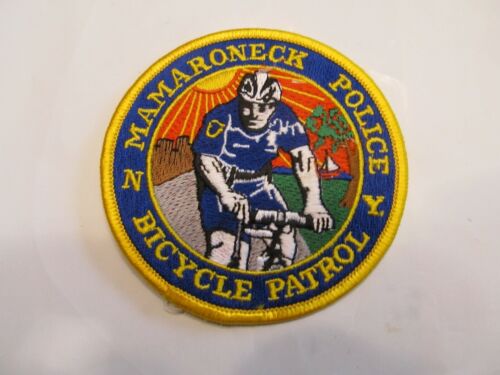 MAMARONECK POLICE
N Y
BICYCLE PATROL